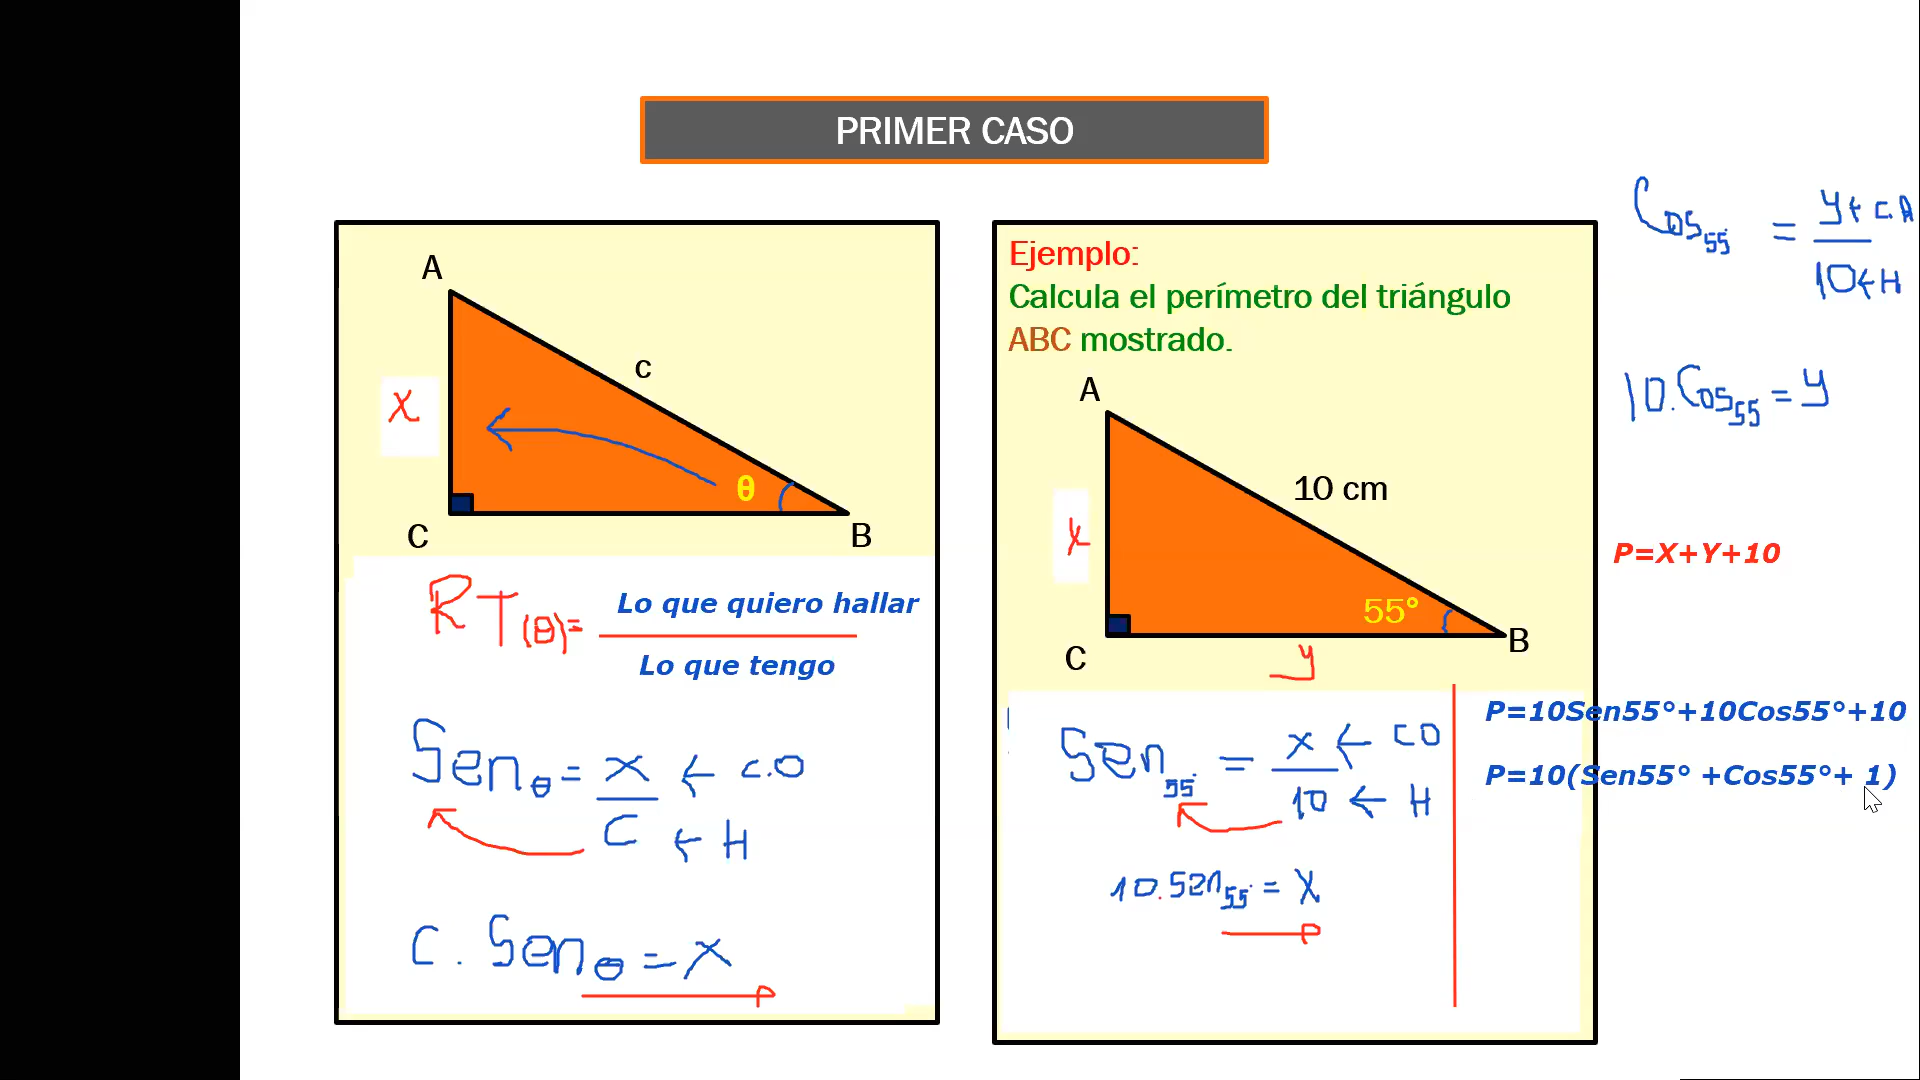 PRIMER CASO
A
c
x
θ
C
B
RT(θ)=
Lo que quiero hallar
Lo que tengo
Sen θ = x ← C.O
C ← H
C . Sen θ = x
Ejemplo:
Calcula el perímetro del triángulo
ABC mostrado.
A
10 cm
x
55°
C
B
y
Sen 55° = x ← CO
10 ← H
10.Sen 55° = X
Cos 55° = y ← C.A
10 ← H
10.Cos 55° = y
P=X+Y+10
P=10Sen55°+10Cos55°+10
P=10(Sen55° +Cos55°+ 1)